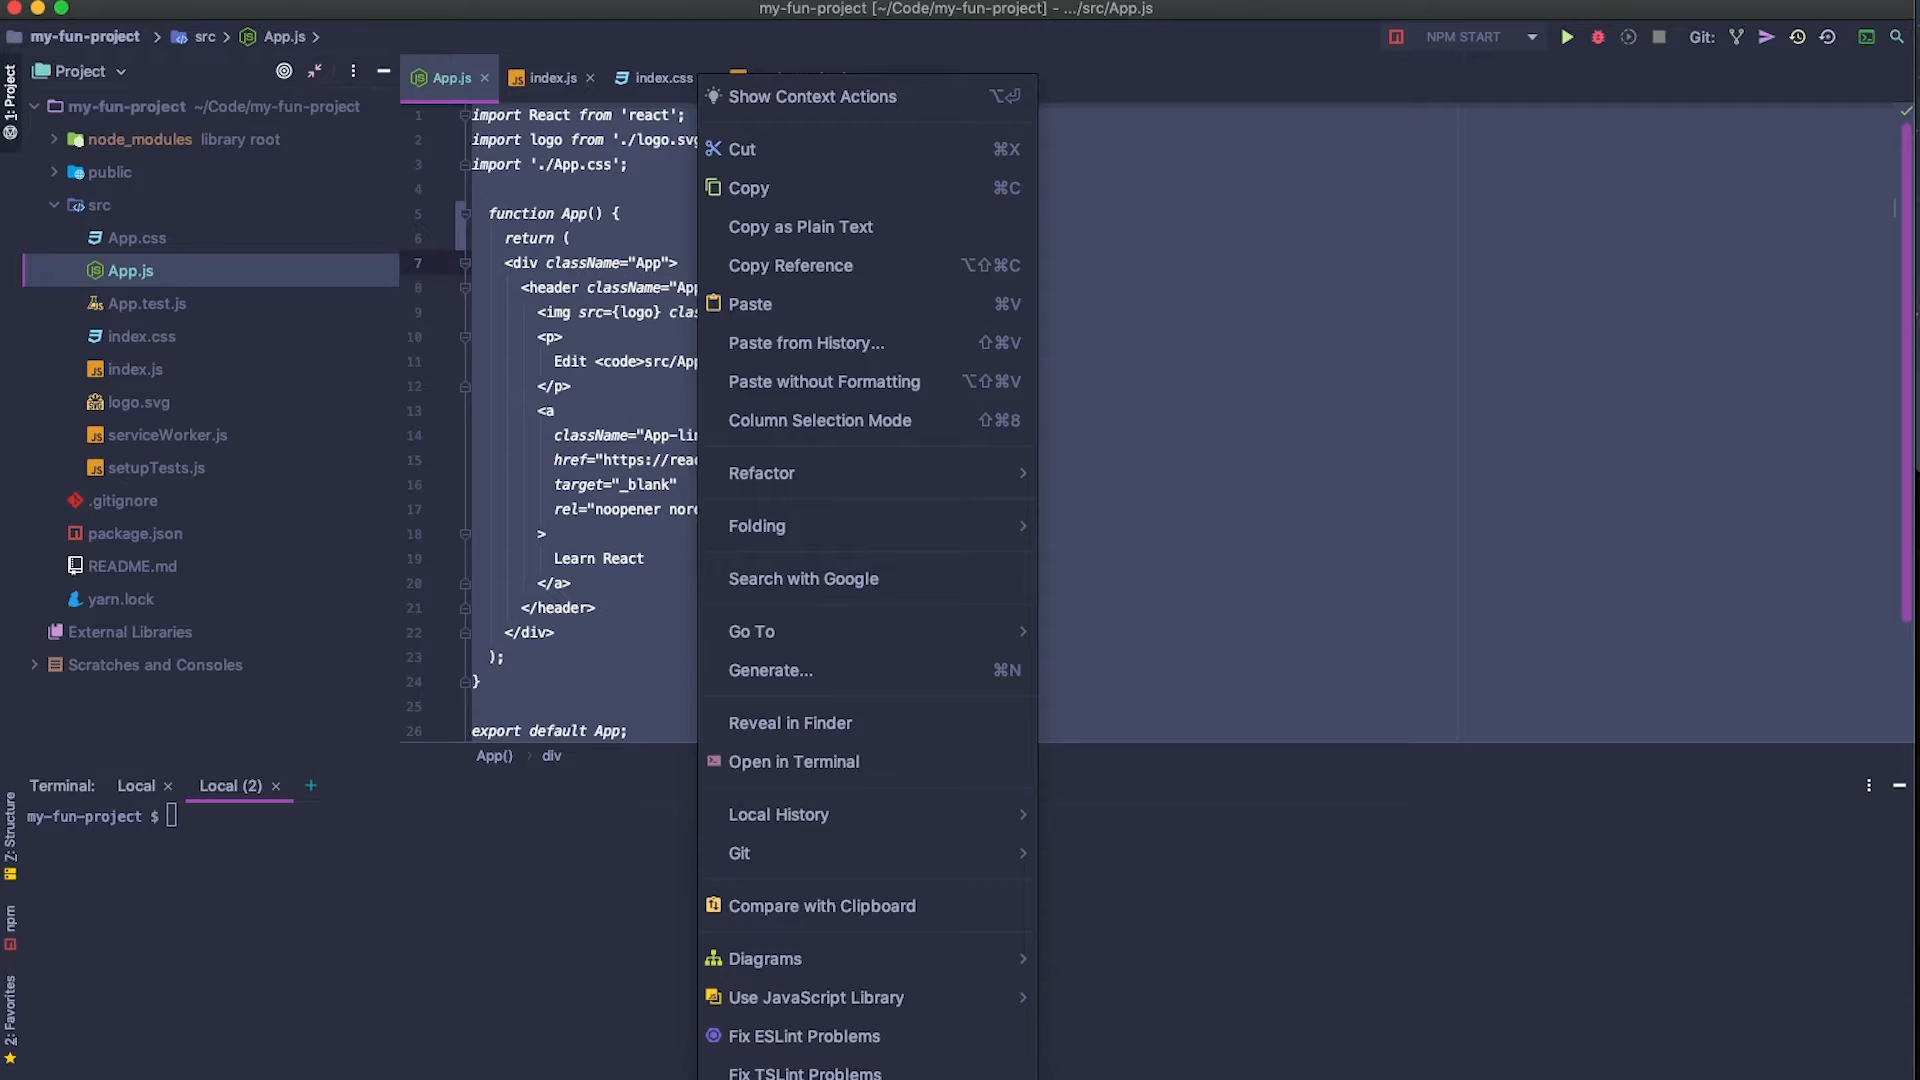 my-fun-project [~/Code/my-fun-project] - .../src/App.js
my-fun-project > src > App.js >
NPM START
Git:
1: Project
Project
my-fun-project ~/Code/my-fun-project
node_modules library root
public
src
App.css
App.js
App.test.js
index.css
index.js
logo.svg
serviceWorker.js
setupTests.js
.gitignore
package.json
README.md
yarn.lock
External Libraries
Scratches and Consoles
App.js
index.js
index.css
1 import React from 'react';
2 import logo from './logo.svg
3 import './App.css';
4
5 function App() {
6 return (
7 <div className="App">
8 <header className="App
9 <img src={logo} clas
10 <p>
11 Edit <code>src/App
12 </p>
13 <a
14 className="App-lin
15 href="https://reac
16 target="_blank"
17 rel="noopener nore
18 >
19 Learn React
20 </a>
21 </header>
22 </div>
23 );
24 }
25
26 export default App;
App() > div
Show Context Actions ⌥⏎
Cut ⌘X
Copy ⌘C
Copy as Plain Text
Copy Reference ⌥⇧⌘C
Paste ⌘V
Paste from History... ⇧⌘V
Paste without Formatting ⌥⇧⌘V
Column Selection Mode ⇧⌘8
Refactor
Folding
Search with Google
Go To
Generate... ⌘N
Reveal in Finder
Open in Terminal
Local History
Git
Compare with Clipboard
Diagrams
Use JavaScript Library
Fix ESLint Problems
Fix TSLint Problems
Terminal: Local Local (2)
my-fun-project $
7: Structure
npm
2: Favorites